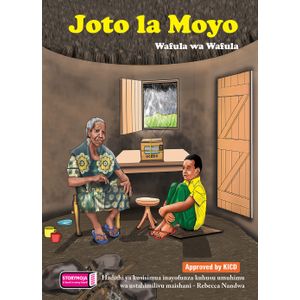 Joto la Moyo
Wafula wa Wafula
Approved by KICD
STORYMOJA
Hadithi ya kusisimua inayofunza kuhusu umuhimu
wa ustahimilivu maishani - Rebecca Nandwa